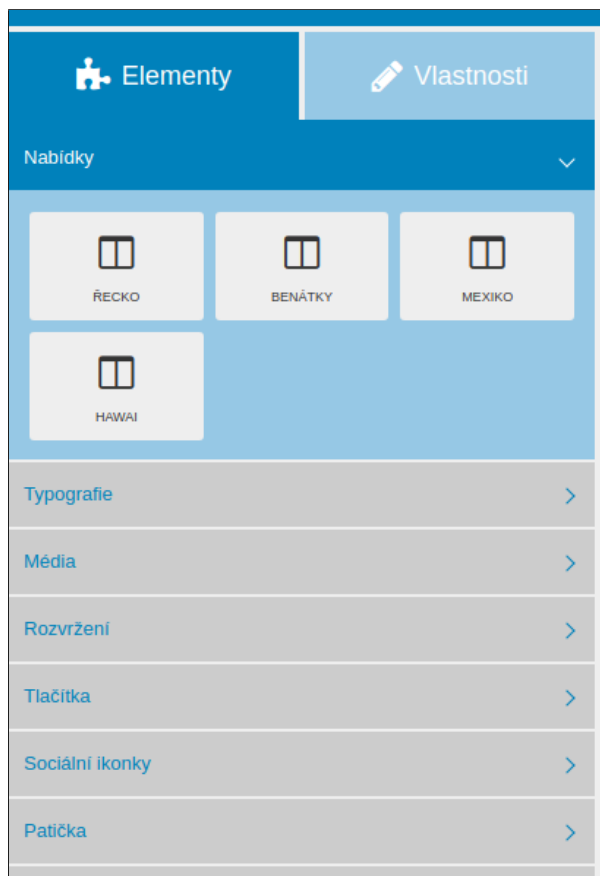 Elementy
Vlastnosti
Nabídky
ŘECKO
BENÁTKY
MEXIKO
HAWAI
Typografie
Média
Rozvržení
Tlačítka
Sociální ikonky
Patička